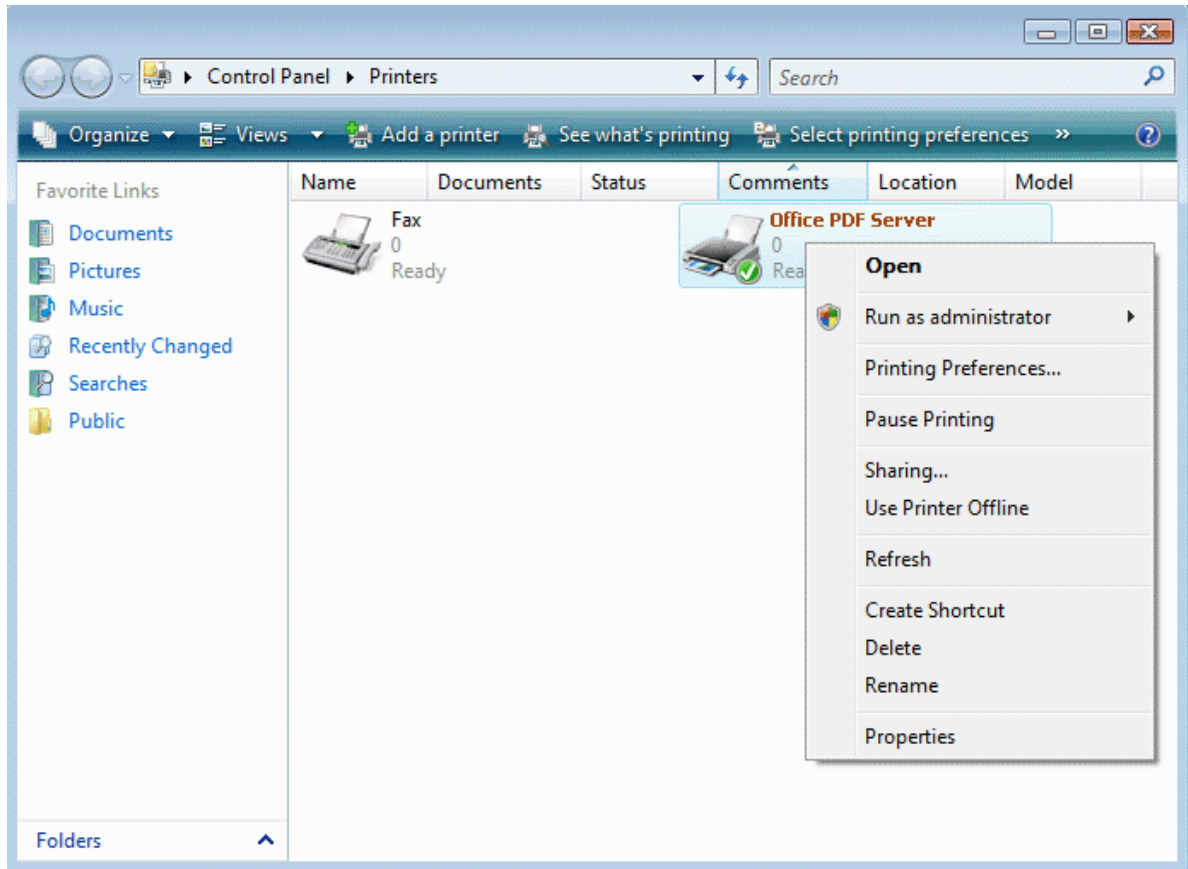 Control Panel Printers
Search
Organize Views Add a printer See what's printing Select printing preferences »
Favorite Links
Documents
Pictures
Music
Recently Changed
Searches
Public
Folders
Name Documents Status Comments Location Model
Fax
0
Ready
Office PDF Server
0
Rea
Open
Run as administrator
Printing Preferences...
Pause Printing
Sharing...
Use Printer Offline
Refresh
Create Shortcut
Delete
Rename
Properties